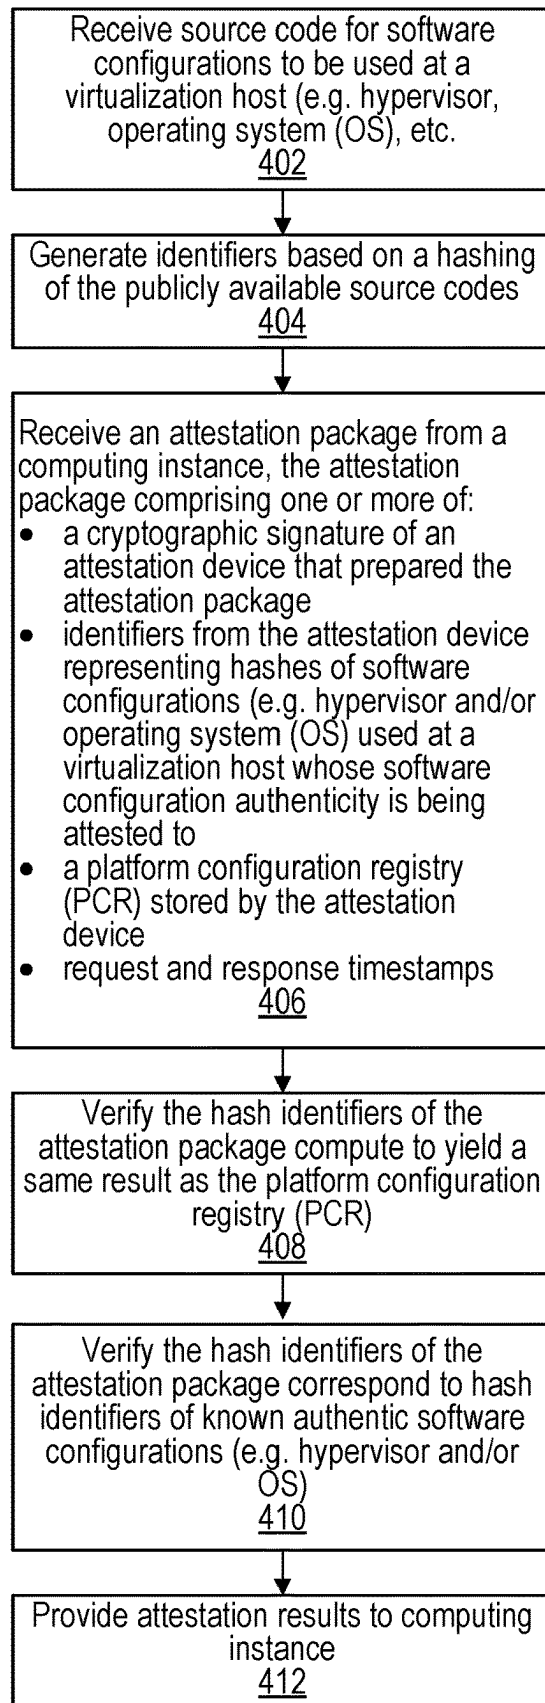 Receive source code for software
configurations to be used at a
virtualization host (e.g. hypervisor,
operating system (OS), etc.
402
Generate identifiers based on a hashing
of the publicly available source codes
404
Receive an attestation package from a
computing instance, the attestation
package comprising one or more of:
• a cryptographic signature of an
attestation device that prepared the
attestation package
• identifiers from the attestation device
representing hashes of software
configurations (e.g. hypervisor and/or
operating system (OS) used at a
virtualization host whose software
configuration authenticity is being
attested to
• a platform configuration registry
(PCR) stored by the attestation
device
• request and response timestamps
406
Verify the hash identifiers of the
attestation package compute to yield a
same result as the platform configuration
registry (PCR)
408
Verify the hash identifiers of the
attestation package correspond to hash
identifiers of known authentic software
configurations (e.g. hypervisor and/or
OS)
410
Provide attestation results to computing
instance
412